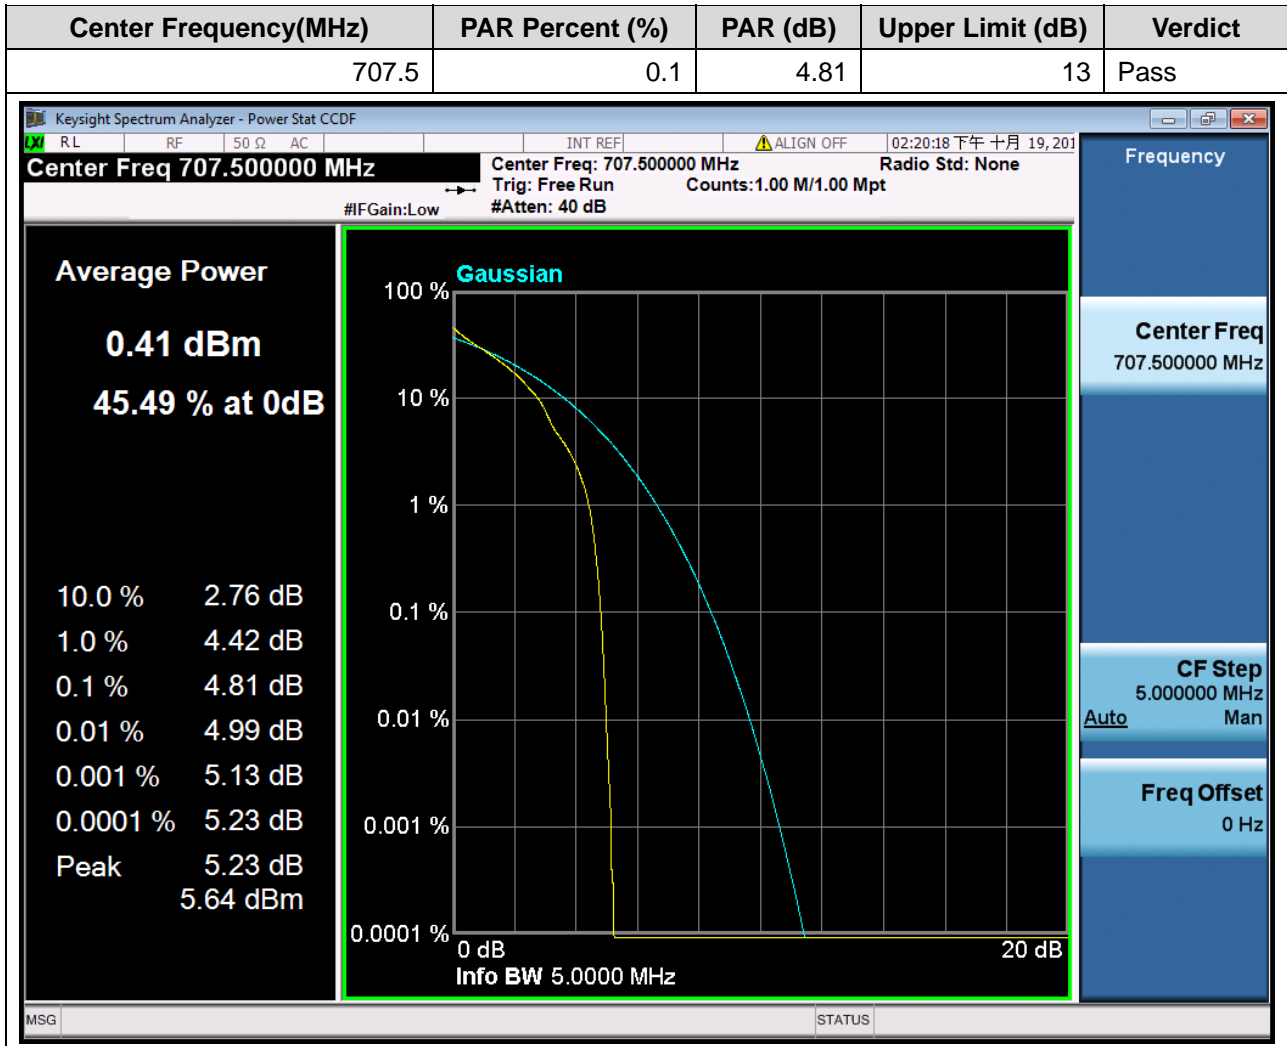 Center Frequency(MHz) PAR Percent (%) PAR (dB) Upper Limit (dB) Verdict
707.5 0.1 4.81 13 Pass
Keysight Spectrum Analyzer - Power Stat CCDF
LXI RL RF 50 Ω AC INT REF ALIGN OFF 02:20:18下午 十月 19, 201
Center Freq 707.500000 MHz
Center Freq: 707.500000 MHz Radio Std: None
Trig: Free Run Counts:1.00 M/1.00 Mpt
#IFGain:Low #Atten: 40 dB
Frequency
Average Power
0.41 dBm
45.49 % at 0dB
10.0 % 2.76 dB
1.0 % 4.42 dB
0.1 % 4.81 dB
0.01 % 4.99 dB
0.001 % 5.13 dB
0.0001 % 5.23 dB
Peak 5.23 dB
5.64 dBm
Gaussian
100 %
10 %
1 %
0.1 %
0.01 %
0.001 %
0.0001 %
0 dB 20 dB
Info BW 5.0000 MHz
Center Freq
707.500000 MHz
CF Step
5.000000 MHz
Auto Man
Freq Offset
0 Hz
MSG STATUS